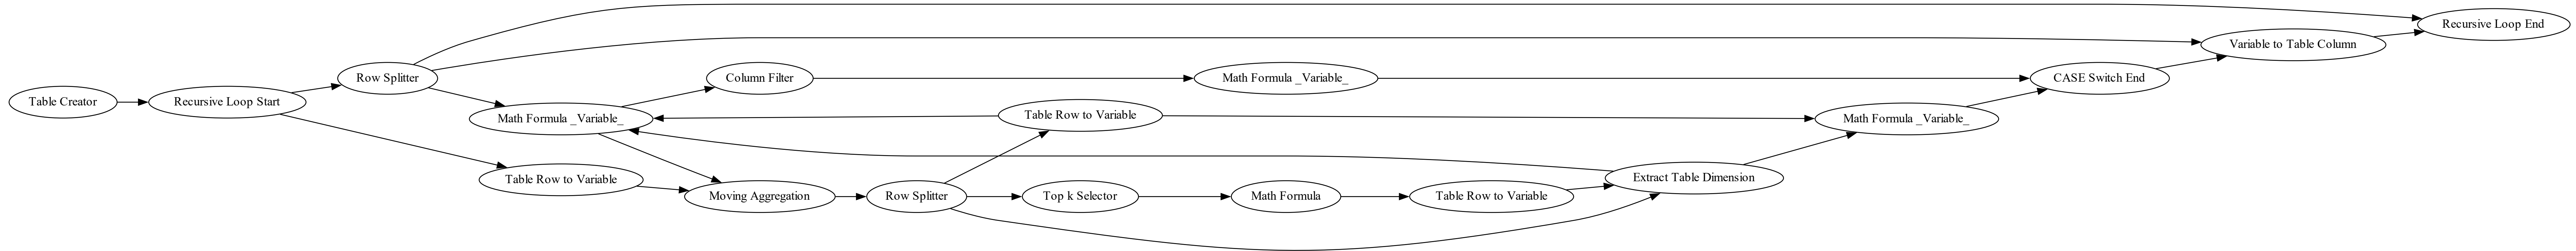 Table Creator
Recursive Loop Start
Row Splitter
Math Formula _Variable_
Table Row to Variable
Column Filter
Moving Aggregation
Row Splitter
Table Row to Variable
Top k Selector
Math Formula _Variable_
Math Formula
Table Row to Variable
Extract Table Dimension
Math Formula _Variable_
CASE Switch End
Variable to Table Column
Recursive Loop End